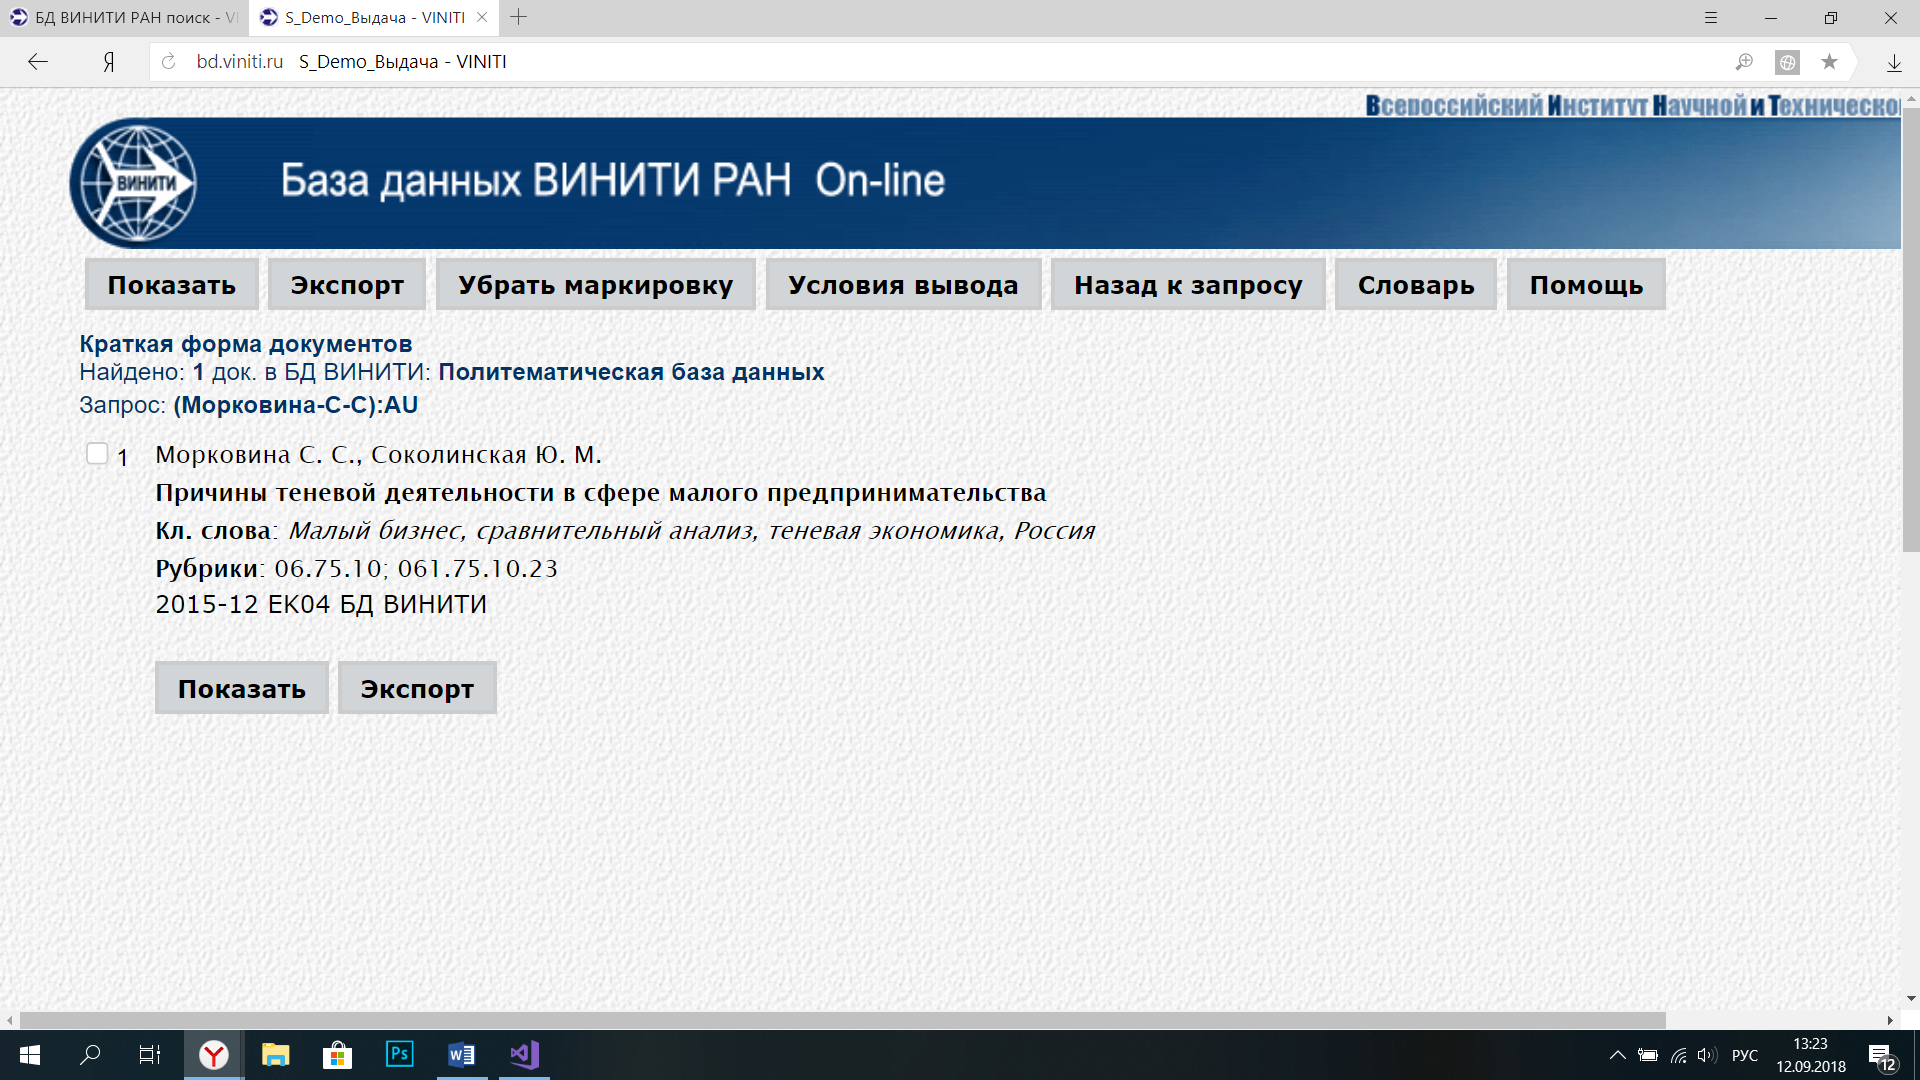 БД ВИНИТИ РАН поиск - VI
S_Demo_Выдача - VINITI
Я
bd.viniti.ru S_Demo_Выдача - VINITI
Всероссийский Институт Научной и Техническо
ВИНИТИ
База данных ВИНИТИ РАН On-line
Показать Экспорт Убрать маркировку Условия вывода Назад к запросу Словарь Помощь
Краткая форма документов
Найдено: 1 док. в БД ВИНИТИ: Политематическая база данных
Запрос: (Морковина-С-С):AU
1 Морковина С. С., Соколинская Ю. М.
Причины теневой деятельности в сфере малого предпринимательства
Кл. слова: Малый бизнес, сравнительный анализ, теневая экономика, Россия
Рубрики: 06.75.10; 061.75.10.23
2015-12 EK04 БД ВИНИТИ
Показать Экспорт
Ps
РУС
13:23
12.09.2018
12